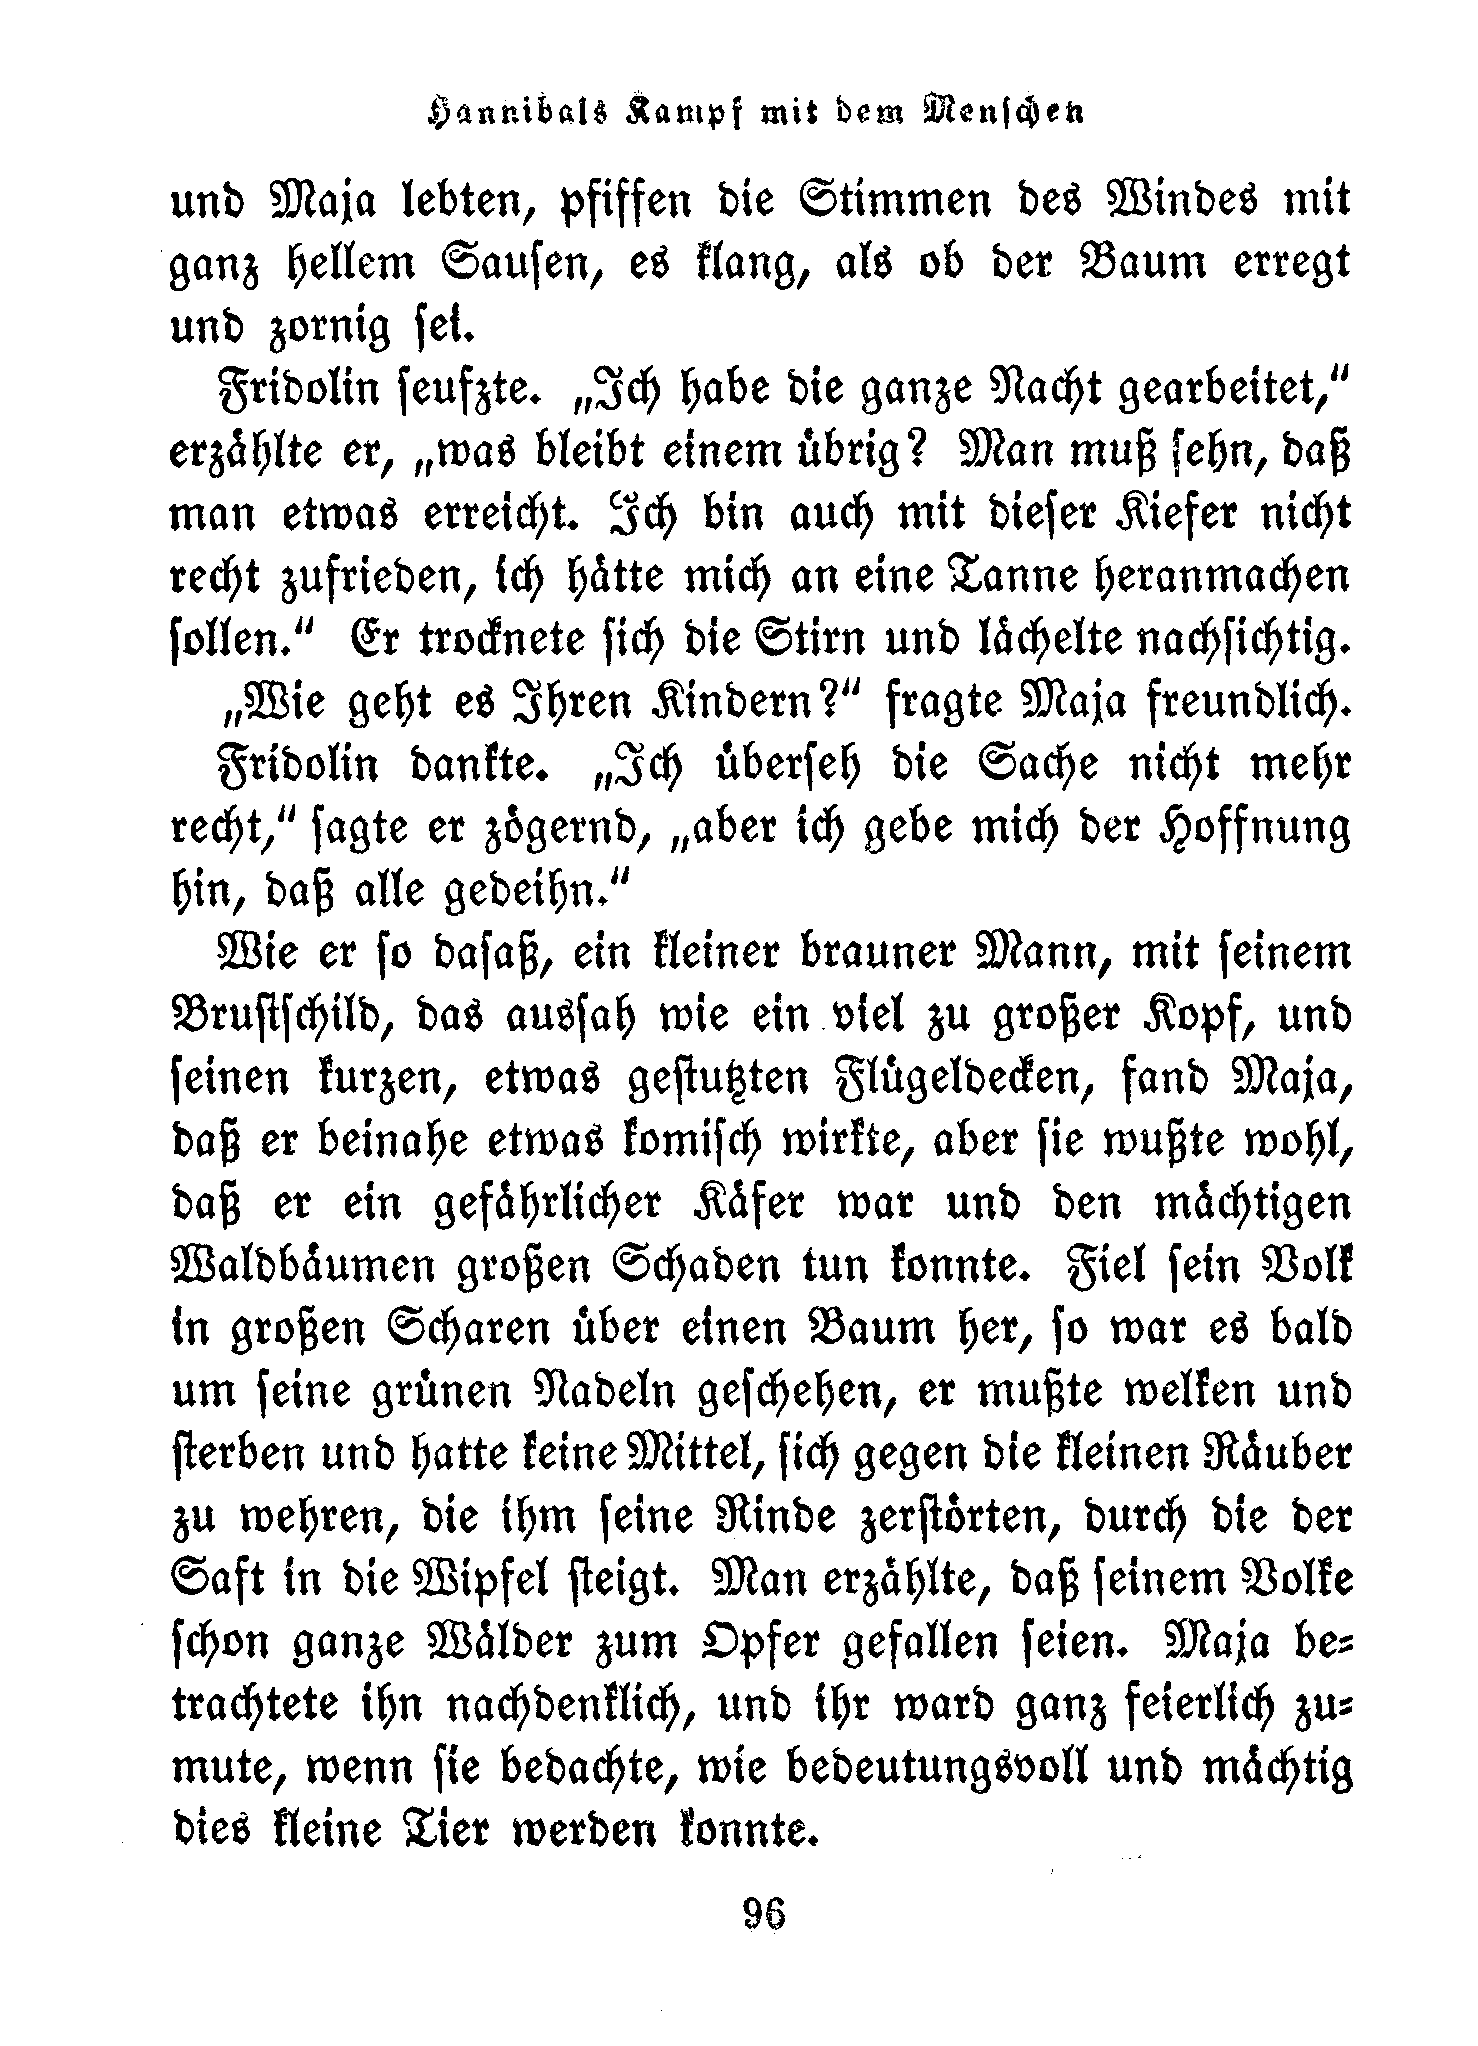 Hannibals Kampf mit dem Menschen
und Maja lebten, pfiffen die Stimmen des Windes mit
ganz hellem Sausen, es klang, als ob der Baum erregt
und zornig sei.
Fridolin seufzte. „Ich habe die ganze Nacht gearbeitet,“
erzählte er, „was bleibt einem übrig? Man muß sehn, daß
man etwas erreicht. Ich bin auch mit dieser Kiefer nicht
recht zufrieden, ich hätte mich an eine Tanne heranmachen
sollen.“ Er trocknete sich die Stirn und lächelte nachsichtig.
„Wie geht es Ihren Kindern?“ fragte Maja freundlich.
Fridolin dankte. „Ich überseh die Sache nicht mehr
recht,“ sagte er zögernd, „aber ich gebe mich der Hoffnung
hin, daß alle gedeihn.“
Wie er so dasaß, ein kleiner brauner Mann, mit seinem
Brustschild, das aussah wie ein viel zu großer Kopf, und
seinen kurzen, etwas gestutzten Flügeldecken, fand Maja,
daß er beinahe etwas komisch wirkte, aber sie wußte wohl,
daß er ein gefährlicher Käfer war und den mächtigen
Waldbäumen großen Schaden tun konnte. Fiel sein Volk
in großen Scharen über einen Baum her, so war es bald
um seine grünen Nadeln geschehen, er mußte welken und
sterben und hatte keine Mittel, sich gegen die kleinen Räuber
zu wehren, die ihm seine Rinde zerstörten, durch die der
Saft in die Wipfel steigt. Man erzählte, daß seinem Volke
schon ganze Wälder zum Opfer gefallen seien. Maja be-
trachtete ihn nachdenklich, und ihr ward ganz feierlich zu-
mute, wenn sie bedachte, wie bedeutungsvoll und mächtig
dies kleine Tier werden konnte.
96